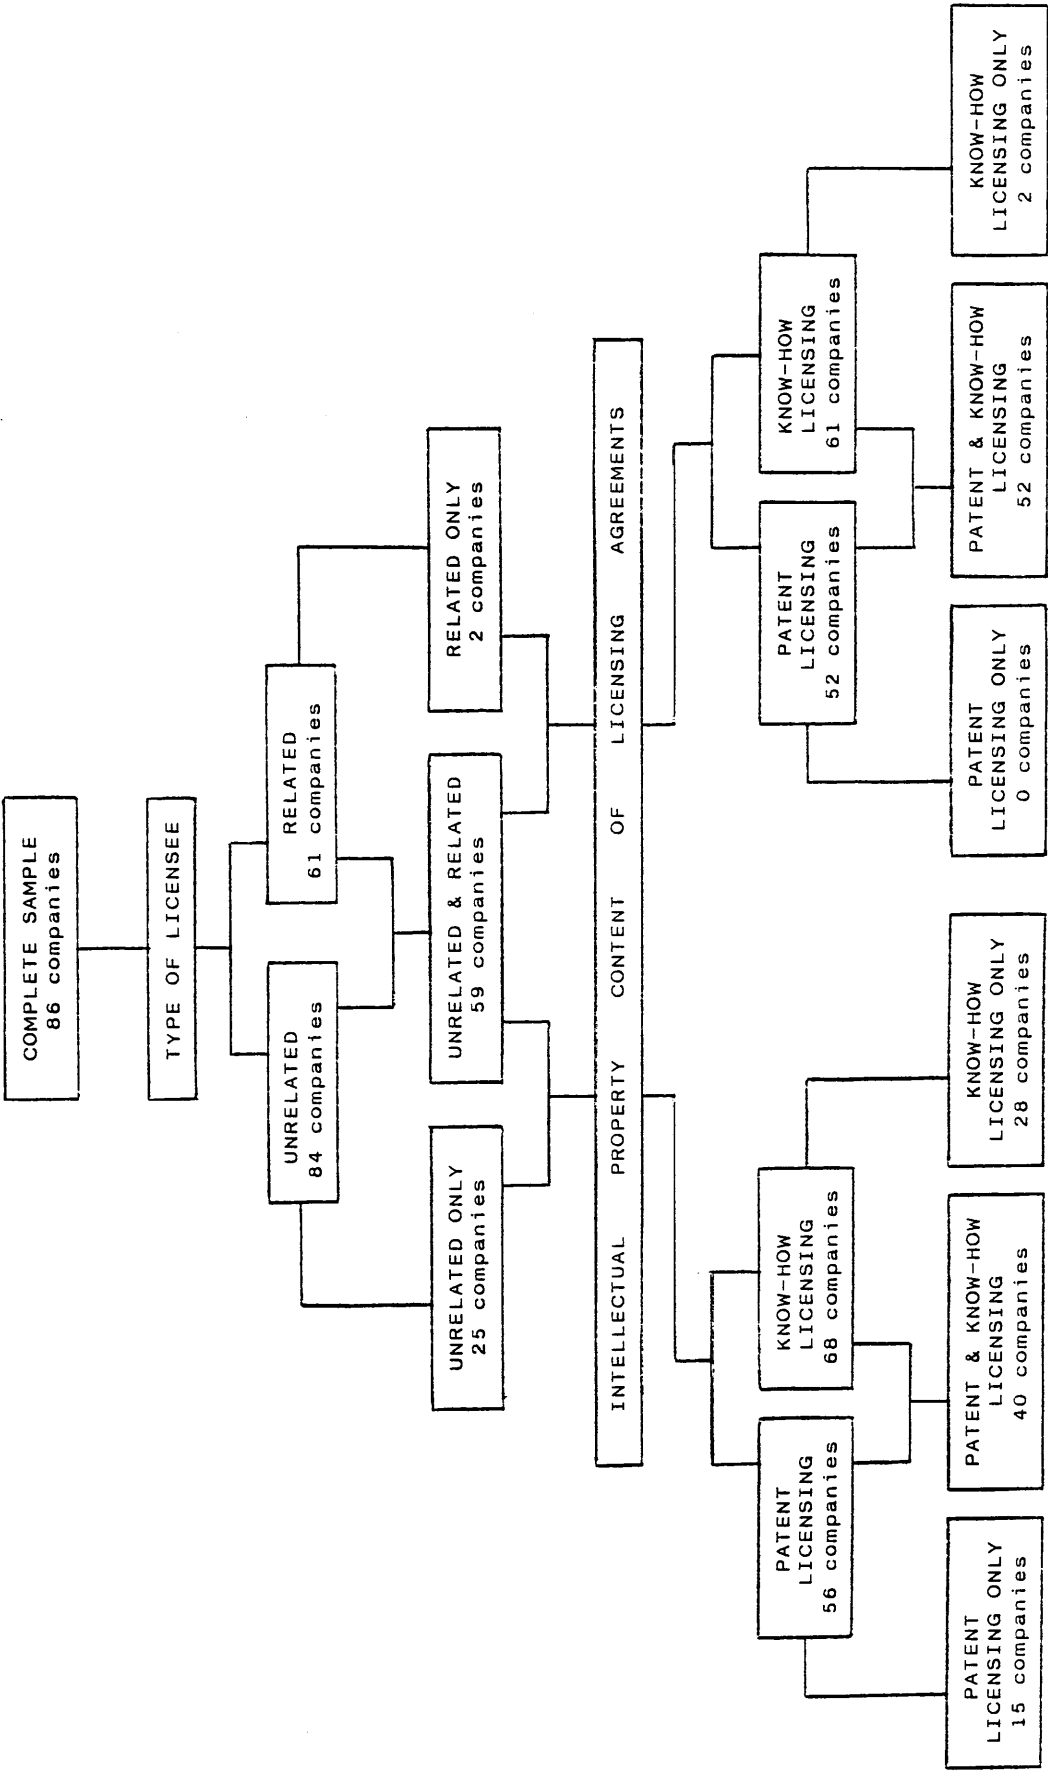 COMPLETE SAMPLE
86 companies
TYPE OF LICENSEE
UNRELATED
84 companies
RELATED
61 companies
UNRELATED ONLY
25 companies
UNRELATED & RELATED
59 companies
RELATED ONLY
2 companies
INTELLECTUAL PROPERTY CONTENT OF LICENSING AGREEMENTS
PATENT
LICENSING
56 companies
KNOW-HOW
LICENSING
68 companies
PATENT
LICENSING
52 companies
KNOW-HOW
LICENSING
61 companies
PATENT
LICENSING ONLY
15 companies
PATENT & KNOW-HOW
LICENSING
40 companies
KNOW-HOW
LICENSING ONLY
28 companies
PATENT
LICENSING ONLY
0 companies
PATENT & KNOW-HOW
LICENSING
52 companies
KNOW-HOW
LICENSING ONLY
2 companies